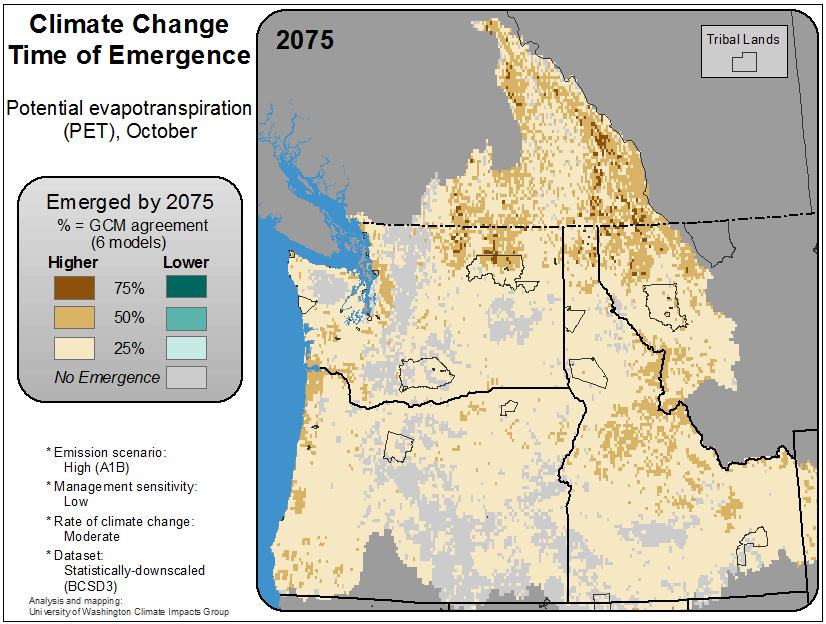 Climate Change
Time of Emergence
Potential evapotranspiration
(PET), October
Emerged by 2075
% = GCM agreement
(6 models)
Higher Lower
75%
50%
25%
No Emergence
* Emission scenario:
High (A1B)
* Management sensitivity:
Low
* Rate of climate change:
Moderate
* Dataset:
Statistically-downscaled
(BCSD3)
Analysis and mapping:
University of Washington Climate Impacts Group
2075
Tribal Lands